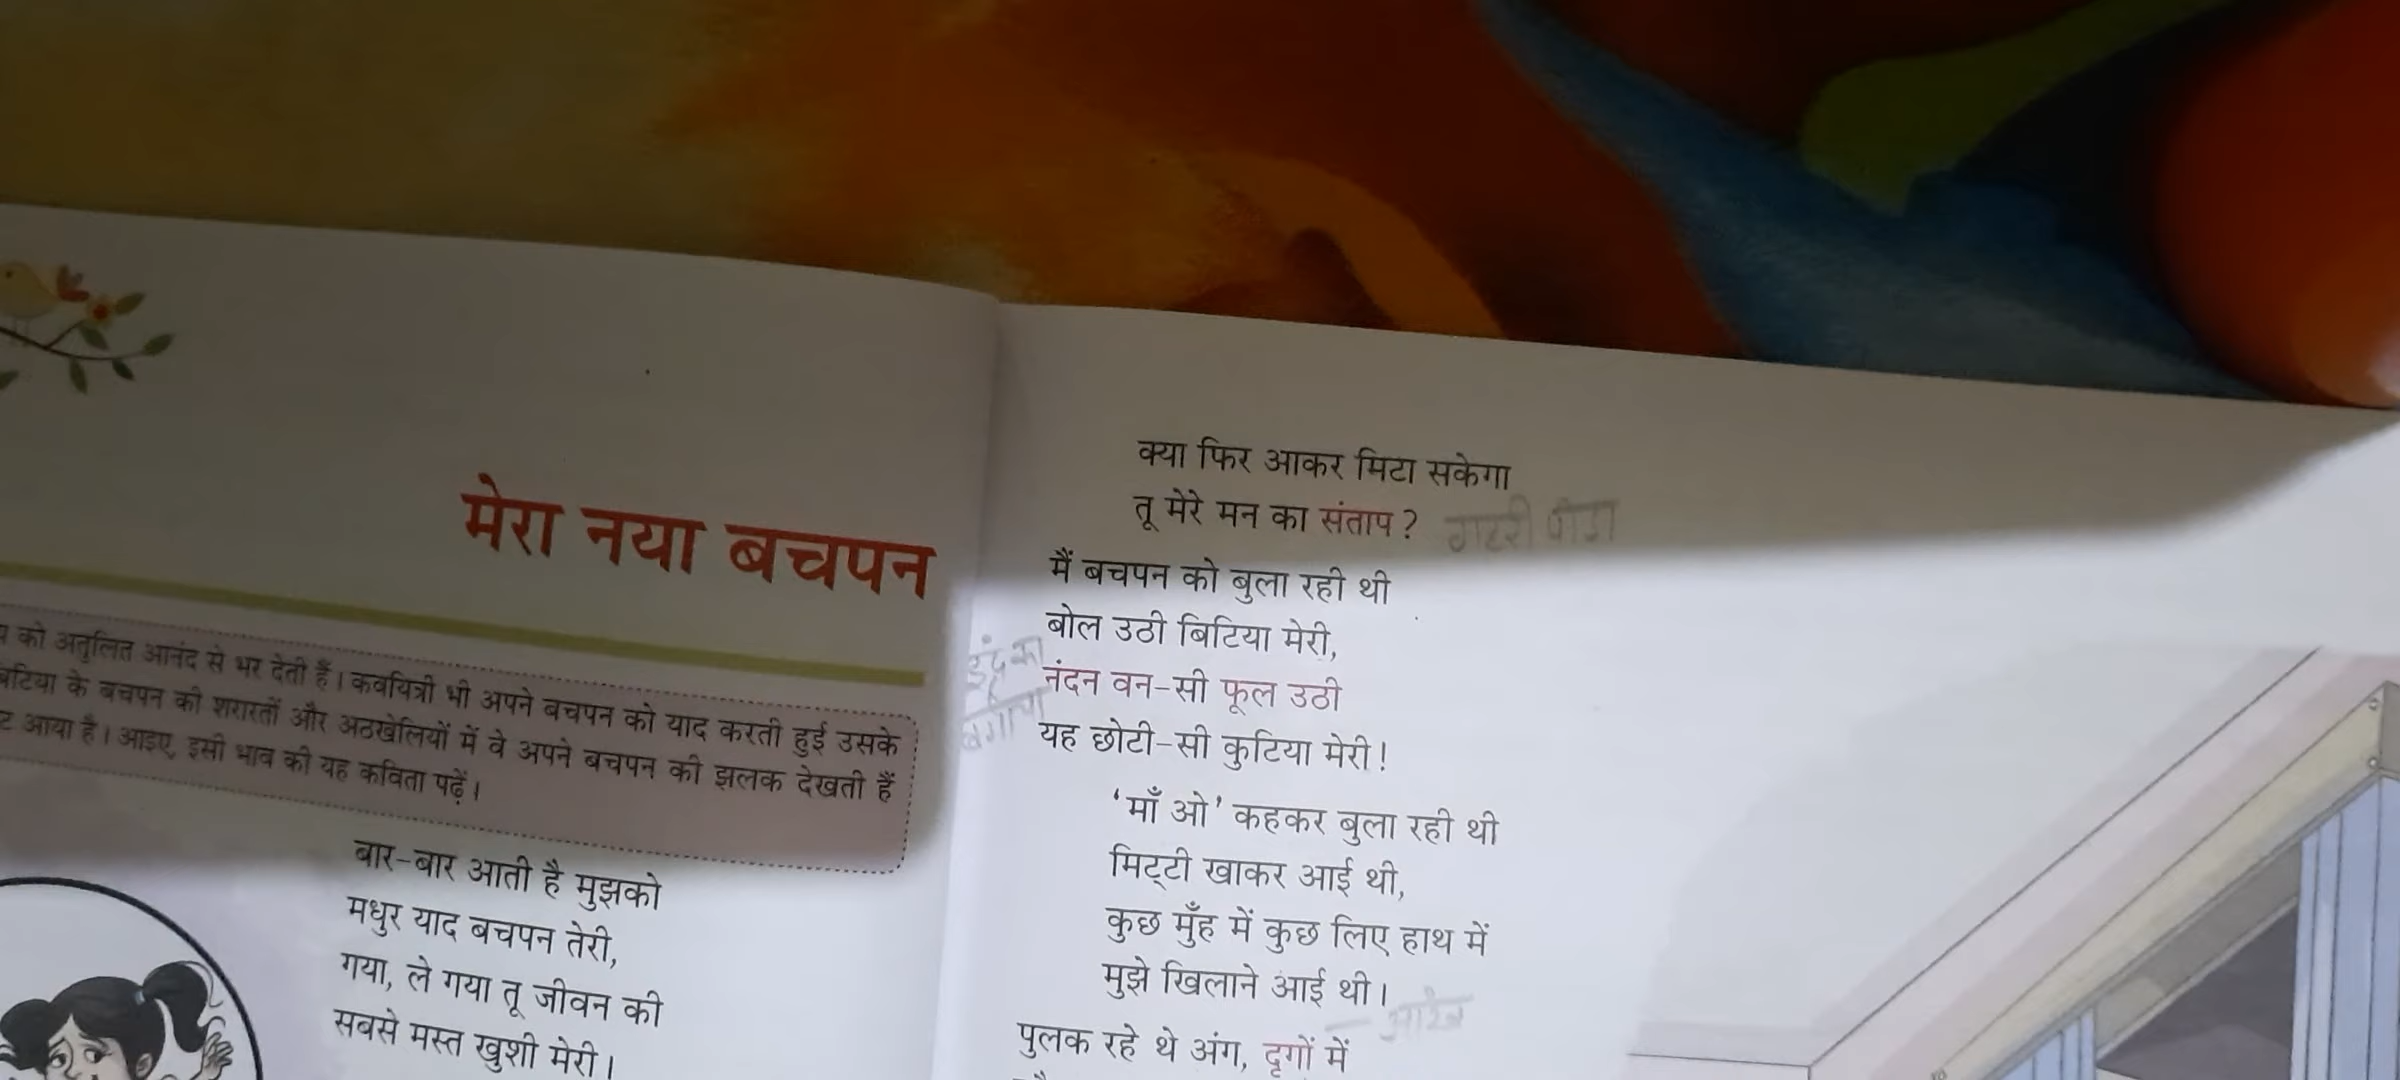 मेरा नया बचपन
को अतुलित आनंद से भर देती हैं। कवयित्री भी अपने बचपन को याद करती हुई उसके
बिटिया के बचपन की शरारतों और अठखेलियों में वे अपने बचपन की झलक देखती हैं
आया है। आइए, इसी भाव की यह कविता पढ़ें।
बार-बार आती है मुझको
मधुर याद बचपन तेरी,
गया, ले गया तू जीवन की
सबसे मस्त खुशी मेरी।
क्या फिर आकर मिटा सकेगा
तू मेरे मन का संताप?
मैं बचपन को बुला रही थी
बोल उठी बिटिया मेरी,
नंदन वन-सी फूल उठी
यह छोटी-सी कुटिया मेरी!
'माँ ओ' कहकर बुला रही थी
मिट्टी खाकर आई थी,
कुछ मुँह में कुछ लिए हाथ में
मुझे खिलाने आई थी।
पुलक रहे थे अंग, दृगों में